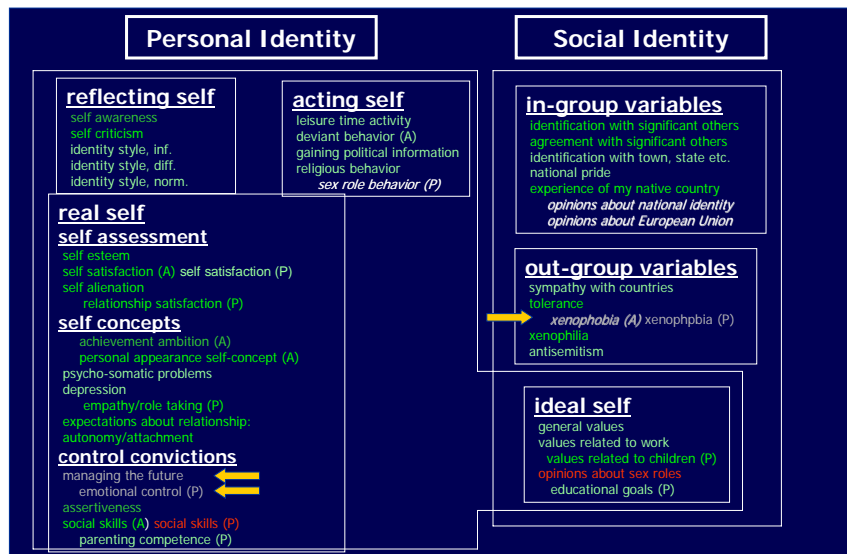 Personal Identity
Social Identity
reflecting self
self awareness
self criticism
identity style, inf.
identity style, diff.
identity style, norm.
acting self
leisure time activity
deviant behavior (A)
gaining political information
religious behavior
sex role behavior (P)
real self
self assessment
self esteem
self satisfaction (A) self satisfaction (P)
self alienation
relationship satisfaction (P)
self concepts
achievement ambition (A)
personal appearance self-concept (A)
psycho-somatic problems
depression
empathy/role taking (P)
expectations about relationship:
autonomy/attachment
control convictions
managing the future
emotional control (P)
assertiveness
social skills (A) social skills (P)
parenting competence (P)
in-group variables
identification with significant others
agreement with significant others
identification with town, state etc.
national pride
experience of my native country
opinions about national identity
opinions about European Union
out-group variables
sympathy with countries
tolerance
xenophobia (A) xenophpbia (P)
xenophilia
antisemitism
ideal self
general values
values related to work
values related to children (P)
opinions about sex roles
educational goals (P)